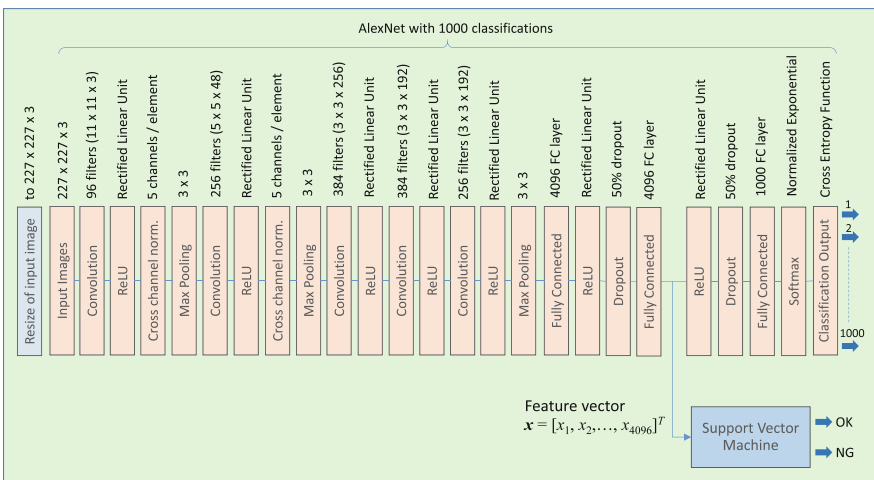 AlexNet with 1000 classifications
to 227 x 227 x 3
227 x 227 x 3
96 filters (11 x 11 x 3)
Rectified Linear Unit
5 channels / element
3 x 3
256 filters (5 x 5 x 48)
Rectified Linear Unit
5 channels / element
3 x 3
384 filters (3 x 3 x 256)
Rectified Linear Unit
384 filters (3 x 3 x 192)
Rectified Linear Unit
256 filters (3 x 3 x 192)
Rectified Linear Unit
3 x 3
4096 FC layer
Rectified Linear Unit
50% dropout
4096 FC layer
Rectified Linear Unit
50% dropout
1000 FC layer
Normalized Exponential
Cross Entropy Function
Resize of input image
Input Images
Convolution
ReLU
Cross channel norm.
Max Pooling
Convolution
ReLU
Cross channel norm.
Max Pooling
Convolution
ReLU
Convolution
ReLU
Convolution
ReLU
Max Pooling
Fully Connected
ReLU
Dropout
Fully Connected
ReLU
Dropout
Fully Connected
Softmax
Classification Output
1
2
1000
Feature vector
x = [x1, x2,…, x4096]T
Support Vector
Machine
OK
NG